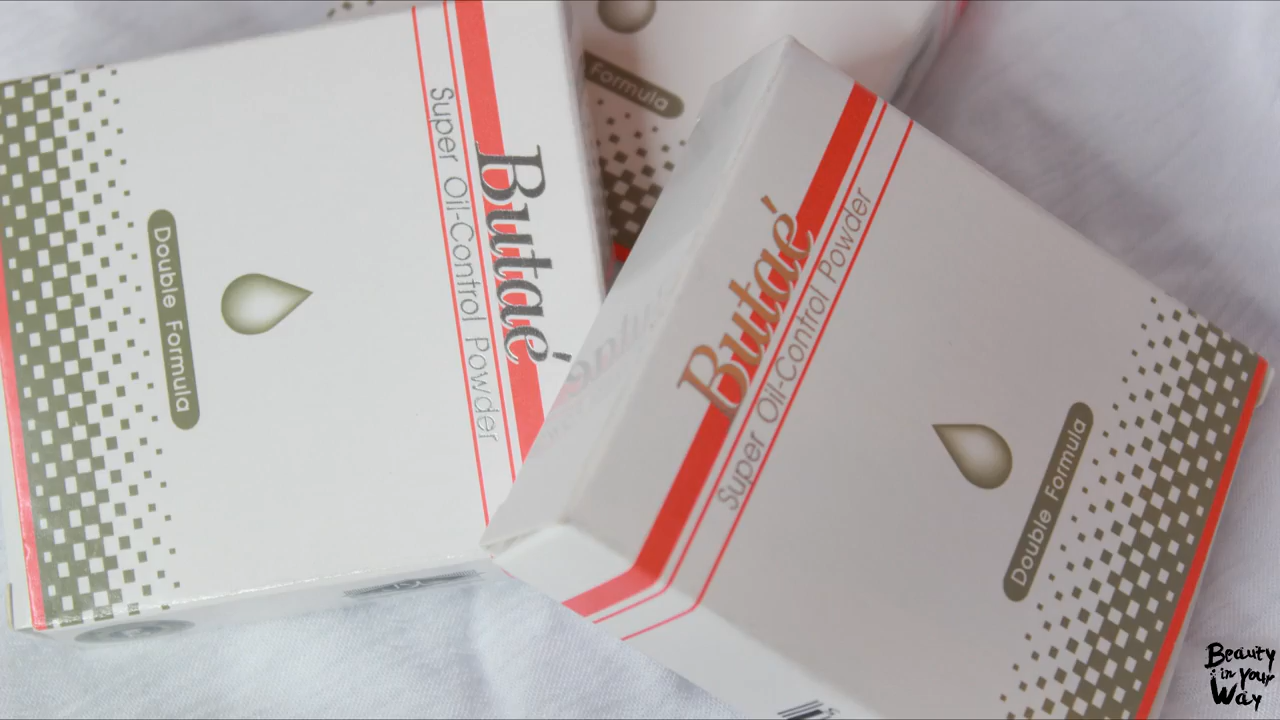 Butaé
Super Oil-Control Powder
Double Formula
Formula
Butaé
Super Oil-Control Powder
Double Formula
Beauty
in Your
Way